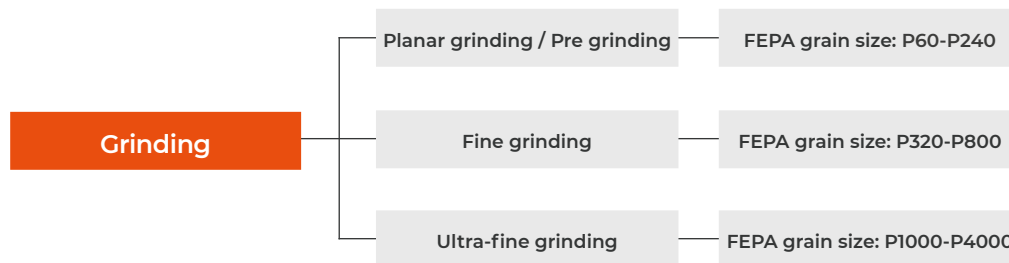 Grinding
Planar grinding / Pre grinding
FEPA grain size: P60-P240
Fine grinding
FEPA grain size: P320-P800
Ultra-fine grinding
FEPA grain size: P1000-P4000